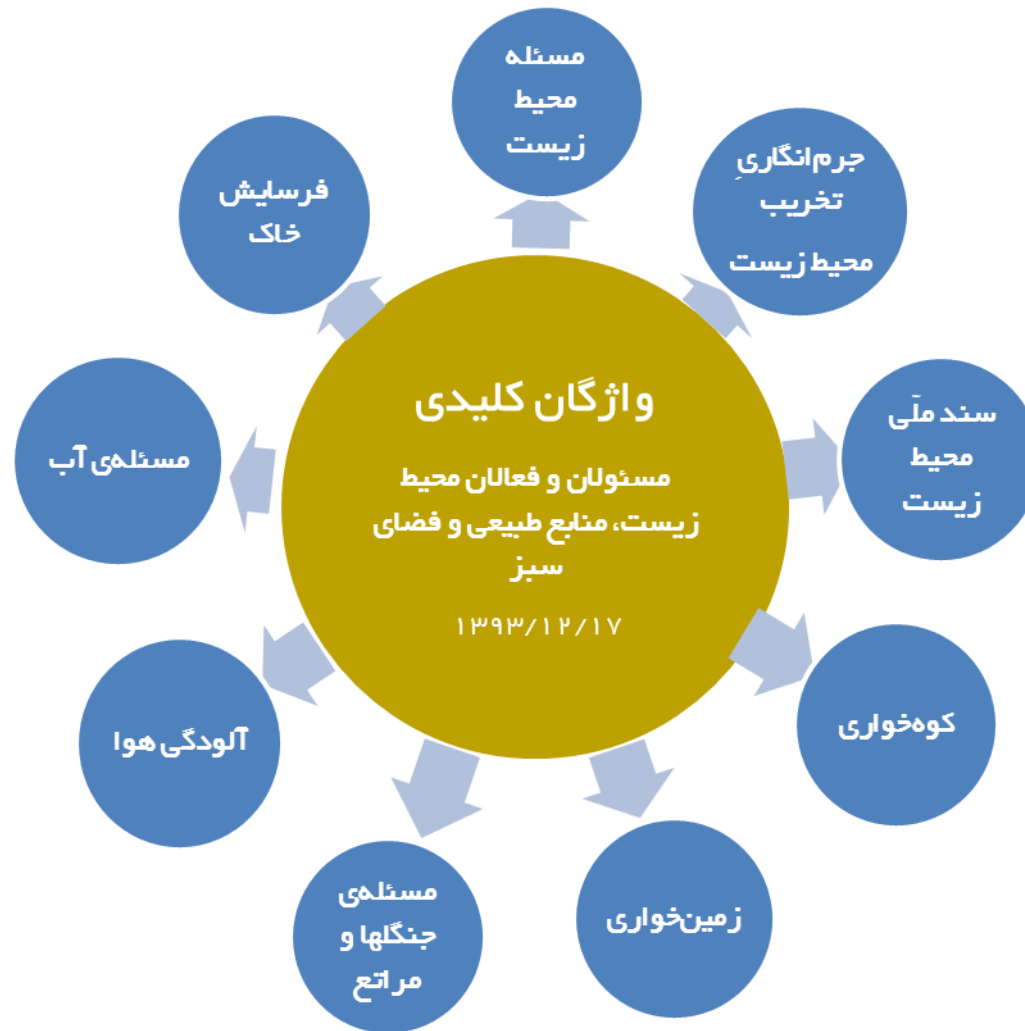 واژگان کلیدی
مسئولان و فعالان محیط
زیست، منابع طبیعی و فضای
سبز
۱۳۹۳/۱۲/۱۷
مسئله
محیط
زیست
جرم‌انگاریِ
تخریب
محیط زیست
سند ملّی
محیط
زیست
کوه‌خواری
زمین‌خواری
مسئله‌ی
جنگلها و
مراتع
آلودگی هوا
مسئله‌ی آب
فرسایش
خاک